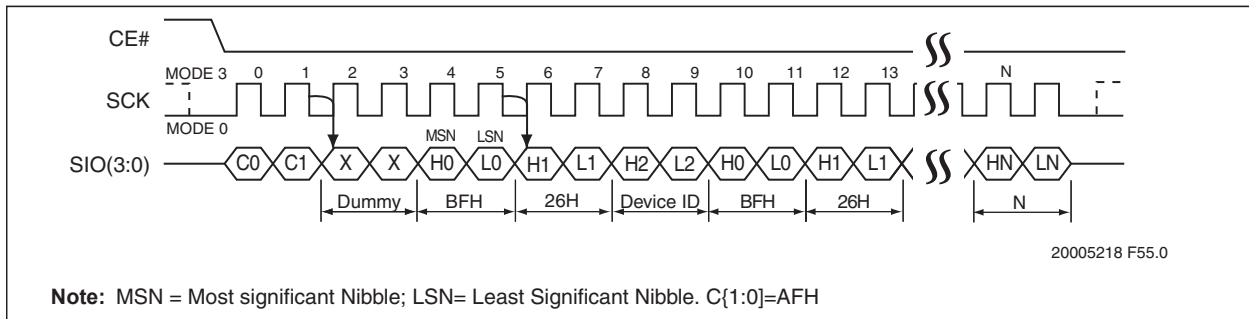 CE#
MODE 3 0 1 2 3 4 5 6 7 8 9 10 11 12 13 N
SCK
MODE 0
MSN LSN
SIO(3:0) C0 C1 X X H0 L0 H1 L1 H2 L2 H0 L0 H1 L1 HN LN
Dummy BFH 26H Device ID BFH 26H N
20005218 F55.0
Note: MSN = Most significant Nibble; LSN= Least Significant Nibble. C{1:0]=AFH